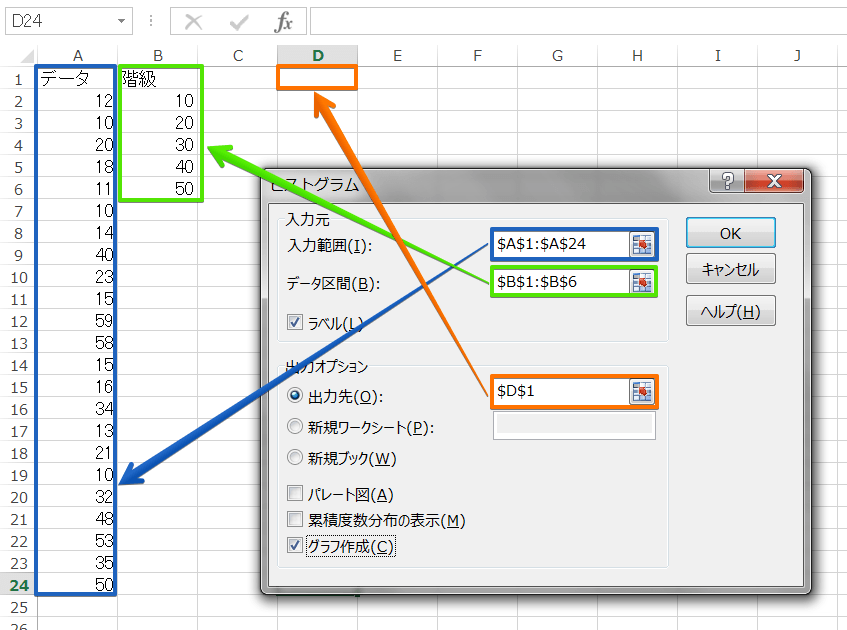 D24
fx
A B C D E F G H I J
1 データ 階級
2 12 10
3 10 20
4 20 30
5 18 40
6 11 50
7 10
8 14
9 40
10 23
11 15
12 59
13 58
14 15
15 16
16 34
17 13
18 21
19 10
20 32
21 48
22 53
23 35
24 50
25
26
ヒストグラム
?
X
入力元
入力範囲(I):
$A$1:$A$24
データ区間(B):
$B$1:$B$6
ラベル(L)
OK
キャンセル
ヘルプ(H)
出力オプション
出力先(O):
$D$1
新規ワークシート(P):
新規ブック(W)
パレート図(A)
累積度数分布の表示(M)
グラフ作成(C)